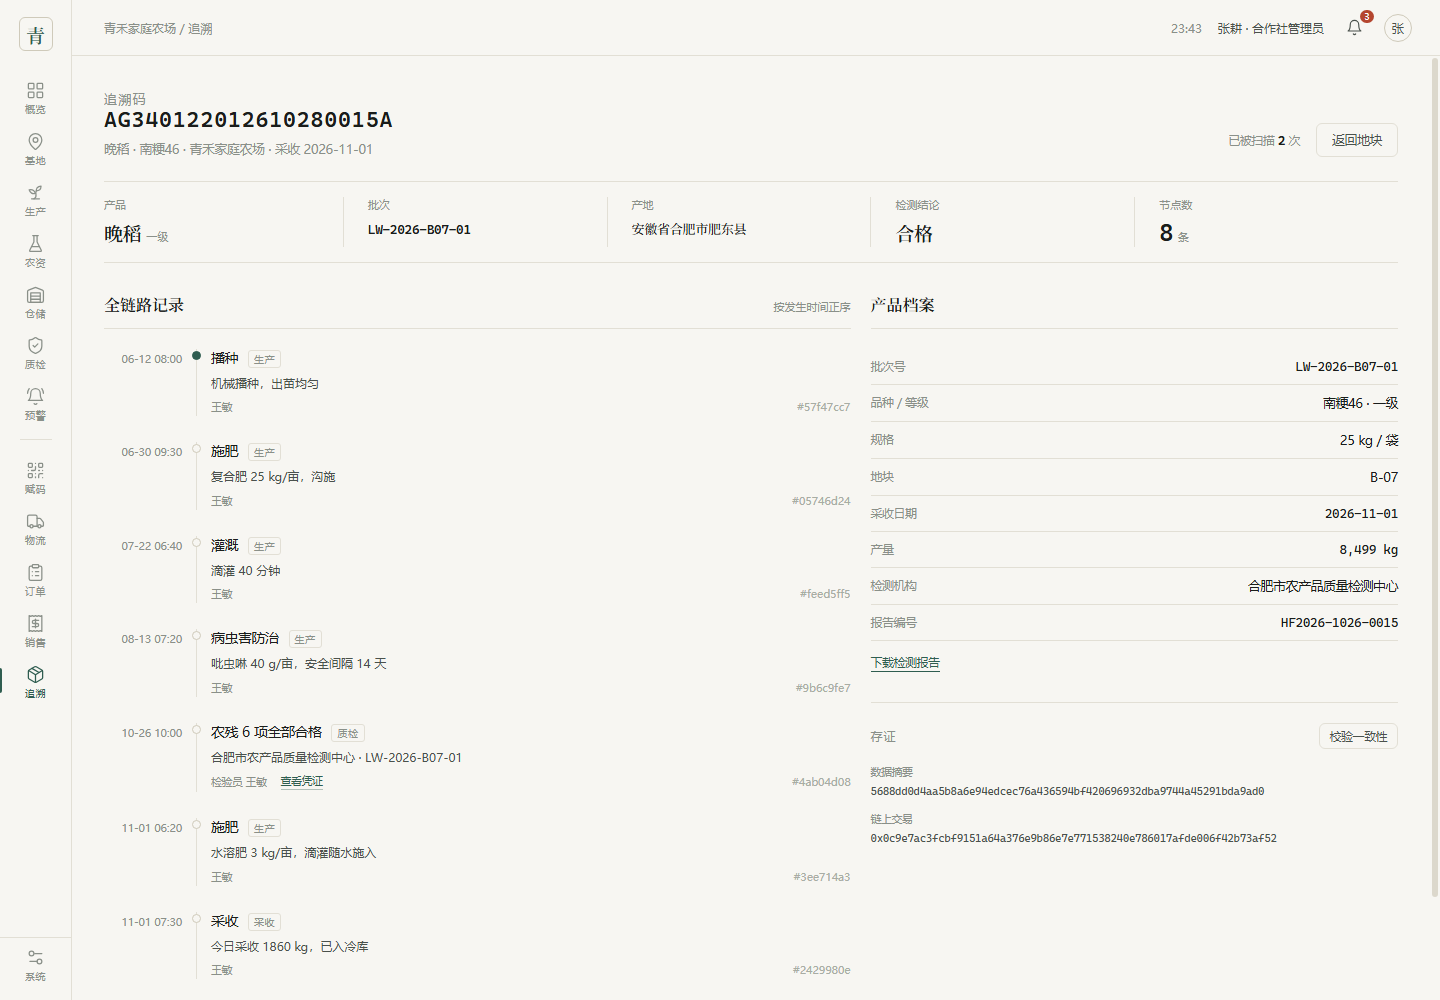 青
概览
基地
生产
农资
仓储
质检
预警
赋码
物流
订单
销售
追溯
系统
青禾家庭农场 / 追溯
23:43 张耕 · 合作社管理员 3 张
追溯码
AG340122012610280015A
晚稻 · 南粳46 · 青禾家庭农场 · 采收 2026-11-01
已被扫描 2 次 返回地块
产品
晚稻 一级
批次
LW-2026-B07-01
产地
安徽省合肥市肥东县
检测结论
合格
节点数
8 条
全链路记录 按发生时间正序
06-12 08:00 播种 生产
机械播种，出苗均匀
王敏 #57f47cc7
06-30 09:30 施肥 生产
复合肥 25 kg/亩，沟施
王敏 #05746d24
07-22 06:40 灌溉 生产
滴灌 40 分钟
王敏 #feed5ff5
08-13 07:20 病虫害防治 生产
吡虫啉 40 g/亩，安全间隔 14 天
王敏 #9b6c9fe7
10-26 10:00 农残 6 项全部合格 质检
合肥市农产品质量检测中心 · LW-2026-B07-01
检验员 王敏 查看凭证 #4ab04d08
11-01 06:20 施肥 生产
水溶肥 3 kg/亩，滴灌随水施入
王敏 #3ee714a3
11-01 07:30 采收 采收
今日采收 1860 kg，已入冷库
王敏 #2429980e
产品档案
批次号 LW-2026-B07-01
品种 / 等级 南粳46 · 一级
规格 25 kg / 袋
地块 B-07
采收日期 2026-11-01
产量 8,499 kg
检测机构 合肥市农产品质量检测中心
报告编号 HF2026-1026-0015
下载检测报告
存证 校验一致性
数据摘要
5688dd0d4aa5b8a6e94edcec76a436594bf420696932dba9744a45291bda9ad0
链上交易
0x0c9e7ac3fcbf9151a64a376e9b86e7e771538240e786017afde006f42b73af52